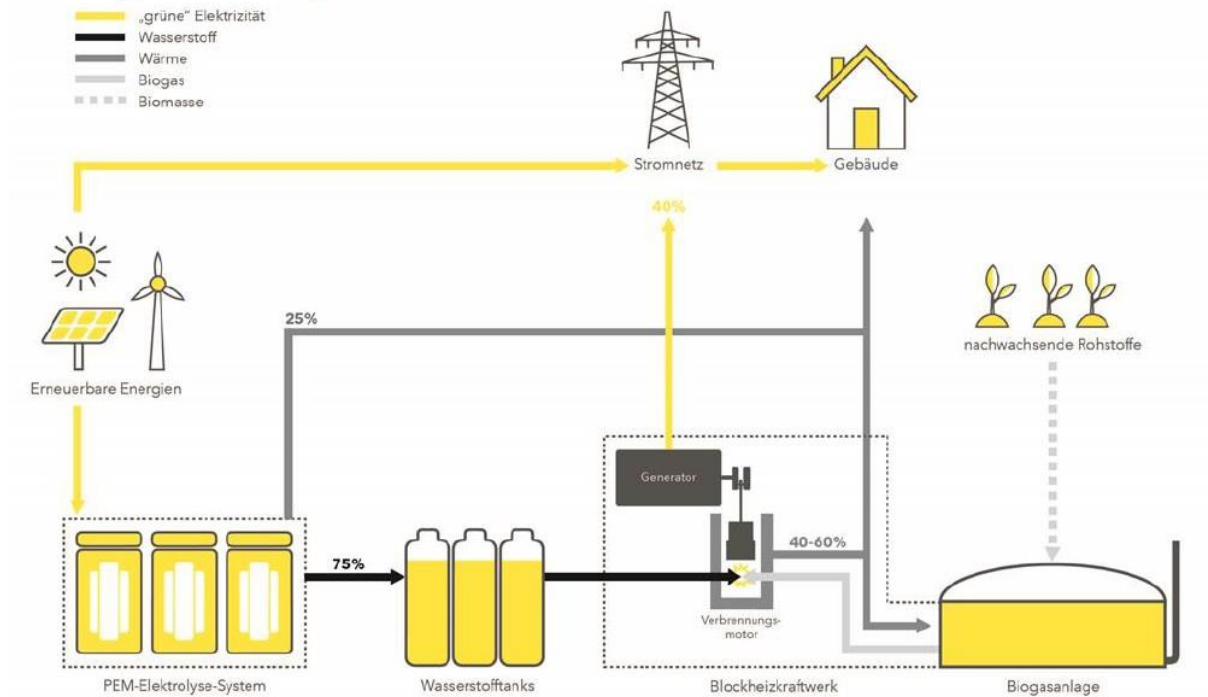 „grüne“ Elektrizität
Wasserstoff
Wärme
Biogas
Biomasse
Stromnetz
Gebäude
40%
25%
nachwachsende Rohstoffe
Erneuerbare Energien
Generator
75%
40-60%
Verbrennungs-
motor
PEM-Elektrolyse-System
Wasserstofftanks
Blockheizkraftwerk
Biogasanlage